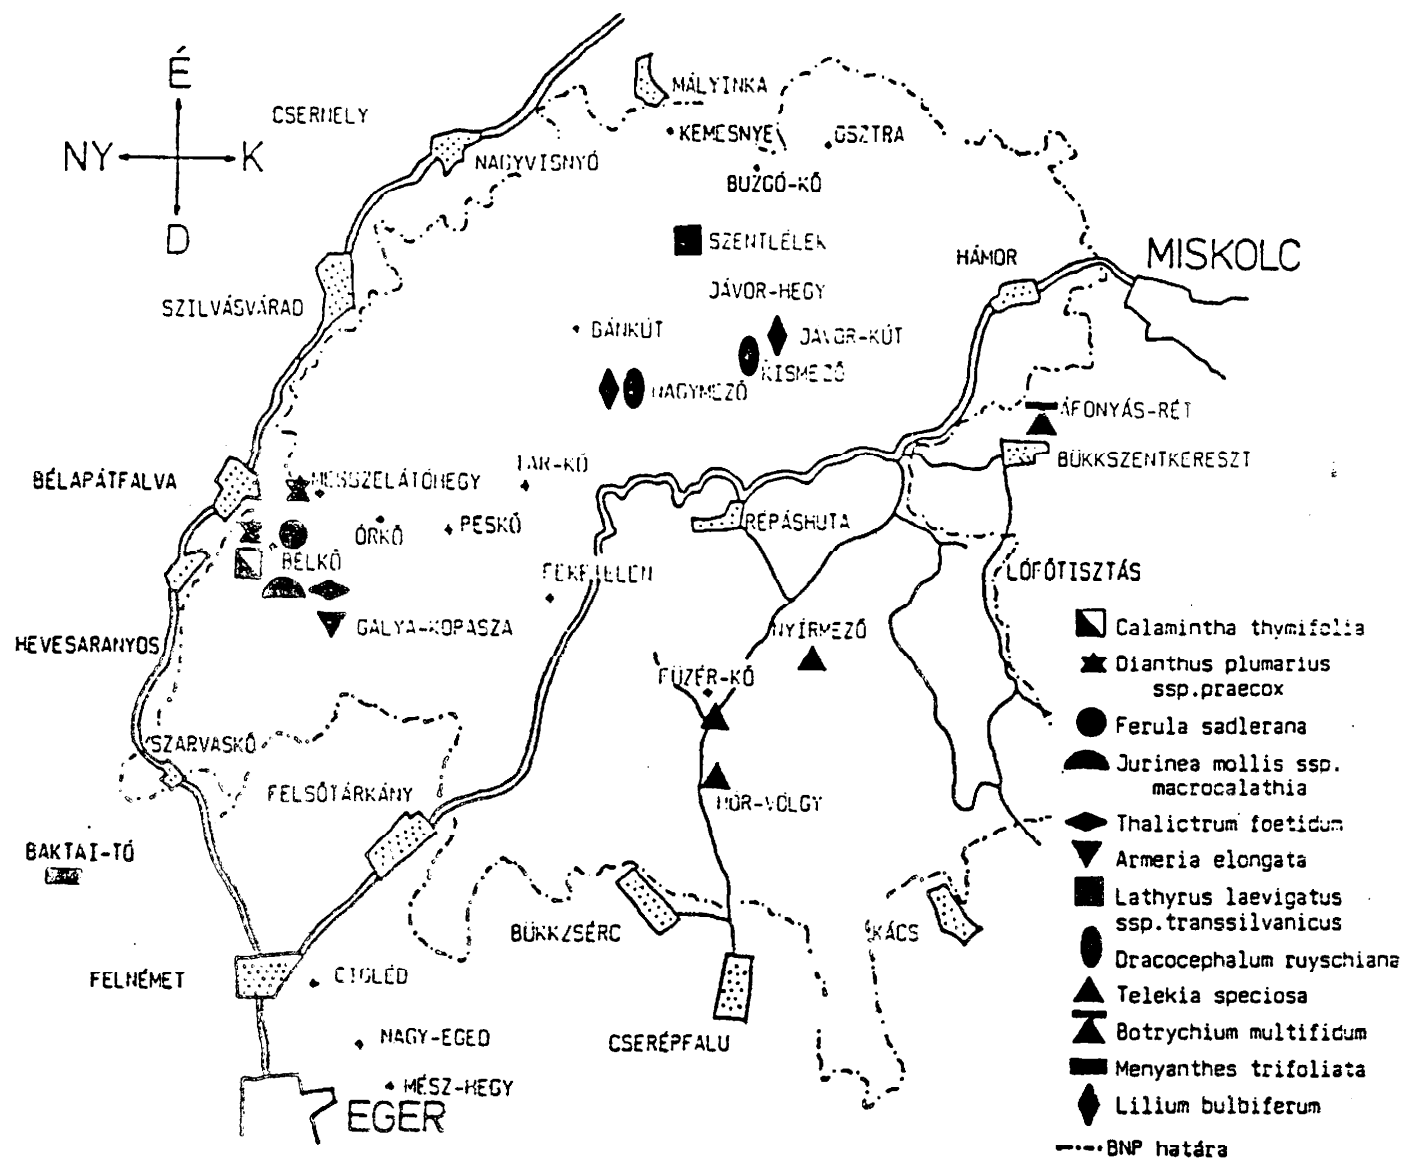 É
NY
K
D
CSERNELY
MÁLYINKA
KEMESNYE
OSZTRA
NAGYVISNYÓ
BUZGÓ-KŐ
SZENTLÉLEK
HÁMOR
MISKOLC
JÁVOR-HEGY
SZILVÁSVÁRAD
BÁNKÚT
JÁVOR-KÚT
KISMEZŐ
NAGYMEZŐ
ÁFONYÁS-RÉT
BÜKKSZENTKERESZT
TAR-KŐ
BÉLAPÁTFALVA
MESSZELÁTÓHEGY
ŐRKŐ
PESKŐ
RÉPÁSHUTA
BÉLKŐ
FEKETELEN
LÓFŐTISZTÁS
GALYA-KOPASZA
NYÍRMEZŐ
HEVESARANYOS
FÜZÉR-KŐ
SZARVASKŐ
FELSŐTÁRKÁNY
HÓR-VÖLGY
BAKTAI-TÓ
BÜKKZSÉRC
KÁCS
FELNÉMET
CIGLÉD
NAGY-EGED
CSERÉPFALU
MÉSZ-HEGY
EGER
Calamintha thymifolia
Dianthus plumarius
ssp.praecox
Ferula sadlerana
Jurinea mollis ssp.
macrocalathia
Thalictrum foetidum
Armeria elongata
Lathyrus laevigatus
ssp.transsilvanicus
Dracocephalum ruyschiana
Telekia speciosa
Botrychium multifidum
Menyanthes trifoliata
Lilium bulbiferum
BNP határa